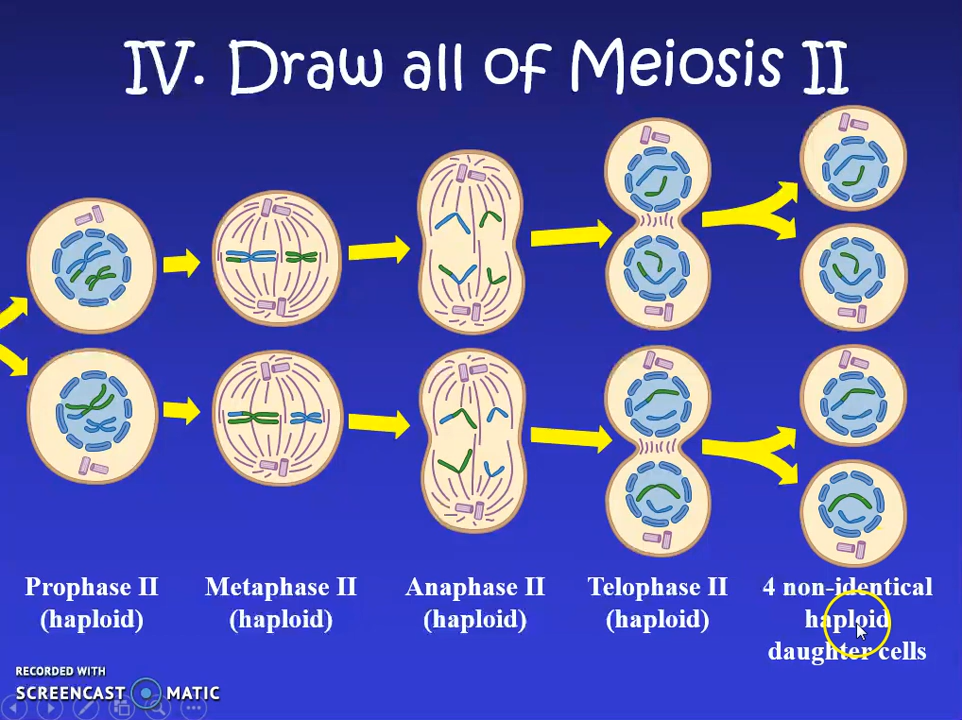 IV. Draw all of Meiosis II
Prophase II
(haploid)
Metaphase II
(haploid)
Anaphase II
(haploid)
Telophase II
(haploid)
4 non-identical
haploid
daughter cells
RECORDED WITH
SCREENCAST MATIC